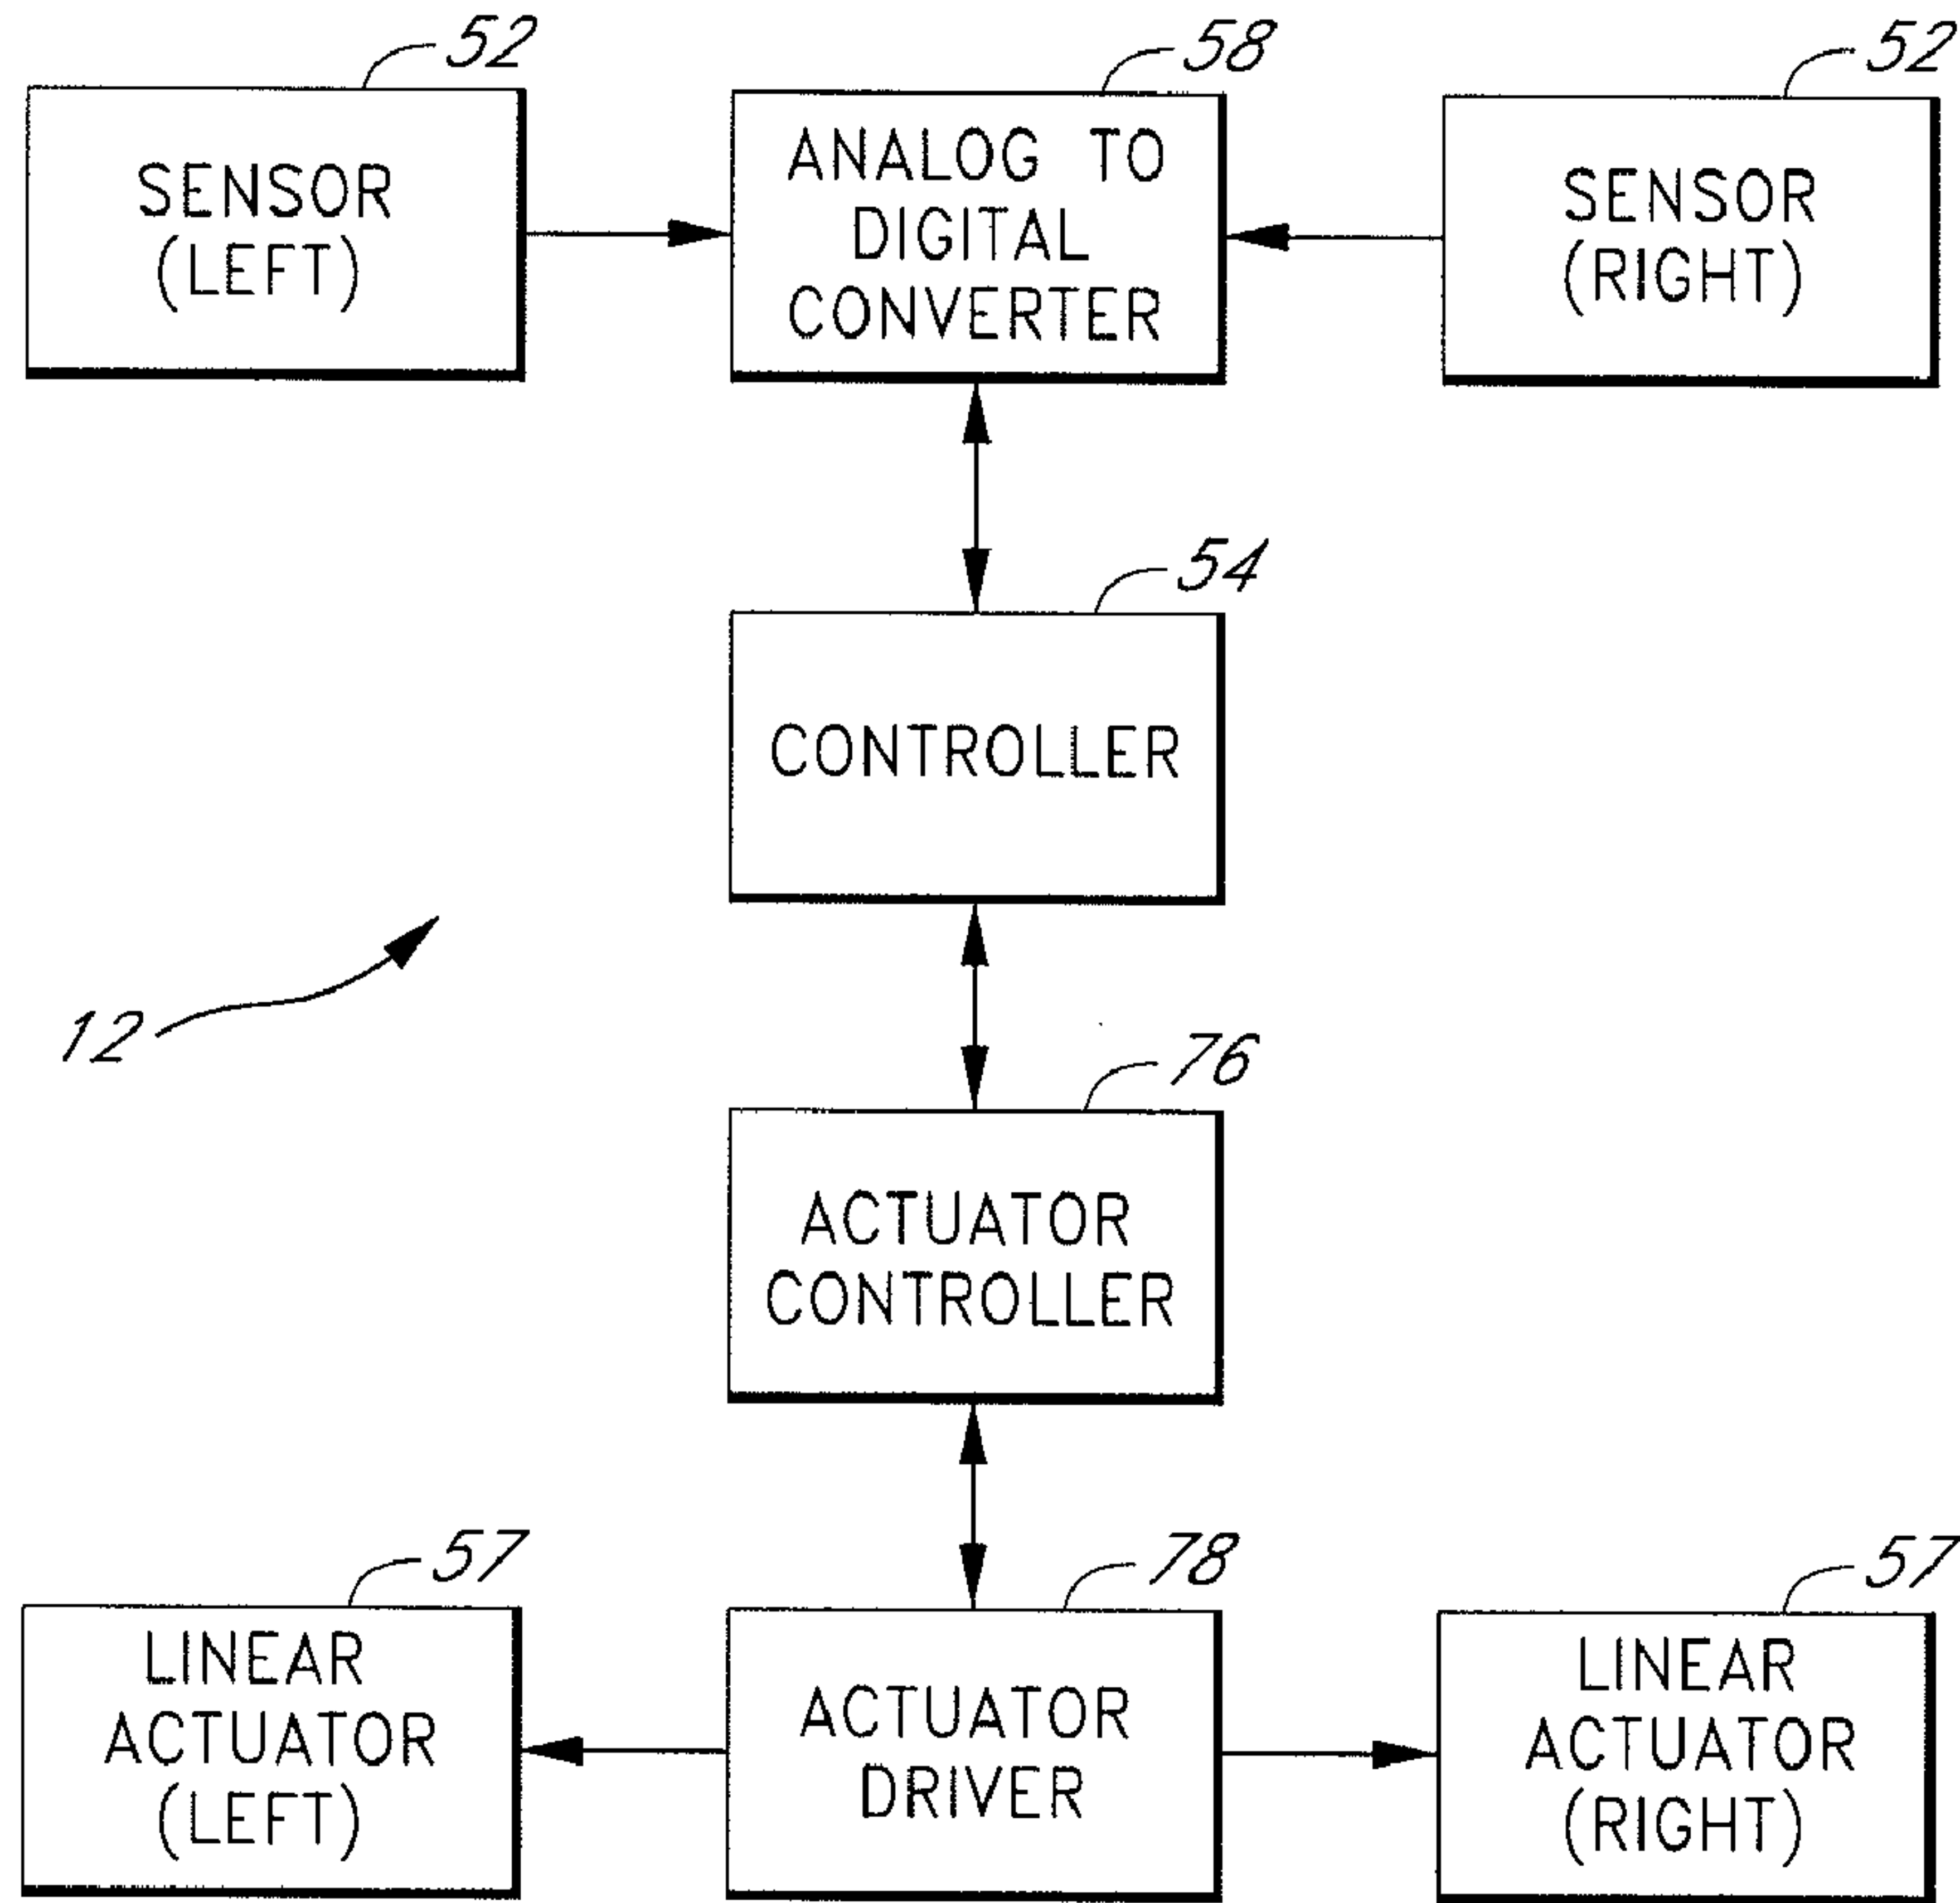 52
58
52
SENSOR
(LEFT)
ANALOG TO
DIGITAL
CONVERTER
SENSOR
(RIGHT)
54
CONTROLLER
12
76
ACTUATOR
CONTROLLER
57
78
57
LINEAR
ACTUATOR
(LEFT)
ACTUATOR
DRIVER
LINEAR
ACTUATOR
(RIGHT)